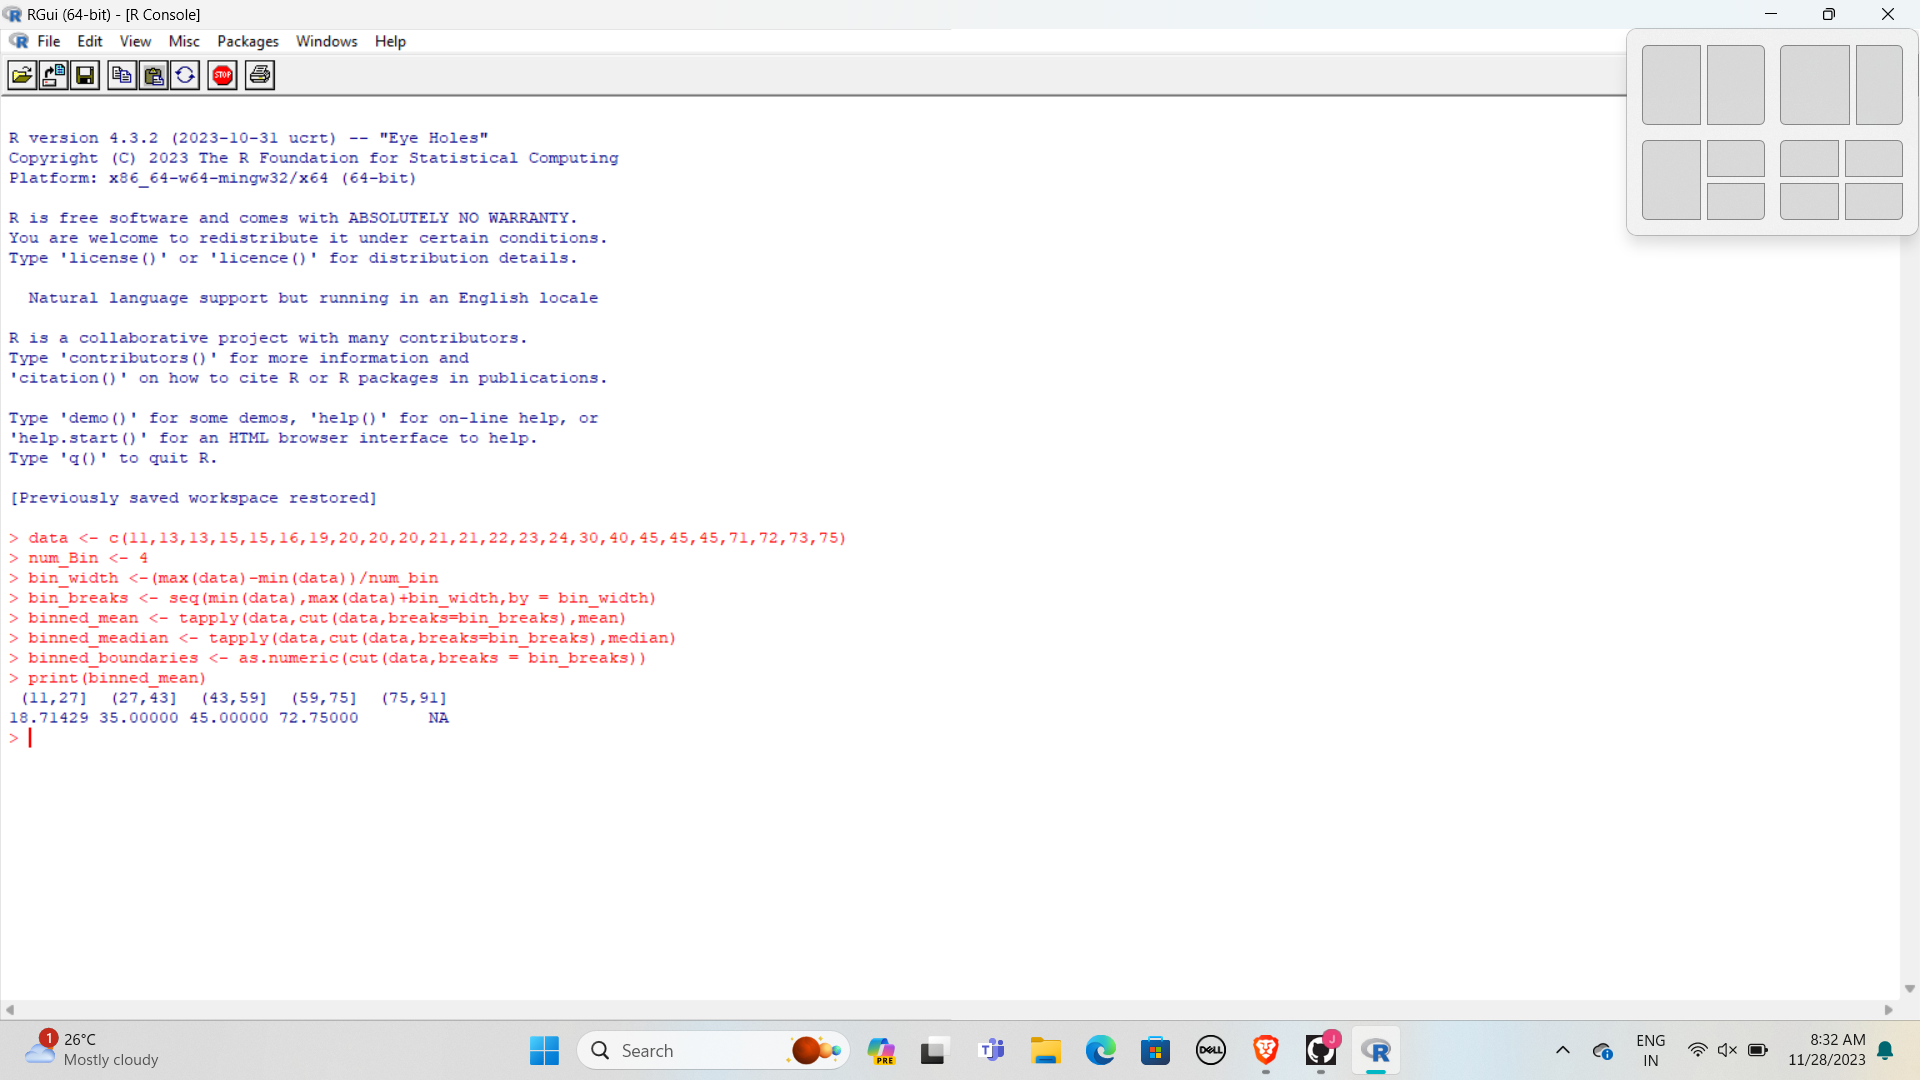 RGui (64-bit) - [R Console]
File Edit View Misc Packages Windows Help
STOP
R version 4.3.2 (2023-10-31 ucrt) -- "Eye Holes"
Copyright (C) 2023 The R Foundation for Statistical Computing
Platform: x86_64-w64-mingw32/x64 (64-bit)
R is free software and comes with ABSOLUTELY NO WARRANTY.
You are welcome to redistribute it under certain conditions.
Type 'license()' or 'licence()' for distribution details.
Natural language support but running in an English locale
R is a collaborative project with many contributors.
Type 'contributors()' for more information and
'citation()' on how to cite R or R packages in publications.
Type 'demo()' for some demos, 'help()' for on-line help, or
'help.start()' for an HTML browser interface to help.
Type 'q()' to quit R.
[Previously saved workspace restored]
> data <- c(11,13,13,15,15,16,19,20,20,20,21,21,22,23,24,30,40,45,45,45,71,72,73,75)
> num_Bin <- 4
> bin_width <-(max(data)-min(data))/num_bin
> bin_breaks <- seq(min(data),max(data)+bin_width,by = bin_width)
> binned_mean <- tapply(data,cut(data,breaks=bin_breaks),mean)
> binned_meadian <- tapply(data,cut(data,breaks=bin_breaks),median)
> binned_boundaries <- as.numeric(cut(data,breaks = bin_breaks))
> print(binned_mean)
(11,27] (27,43] (43,59] (59,75] (75,91]
18.71429 35.00000 45.00000 72.75000 NA
>
1
26°C
Mostly cloudy
Search
PRE
DELL
J
R
ENG
IN
8:32 AM
11/28/2023